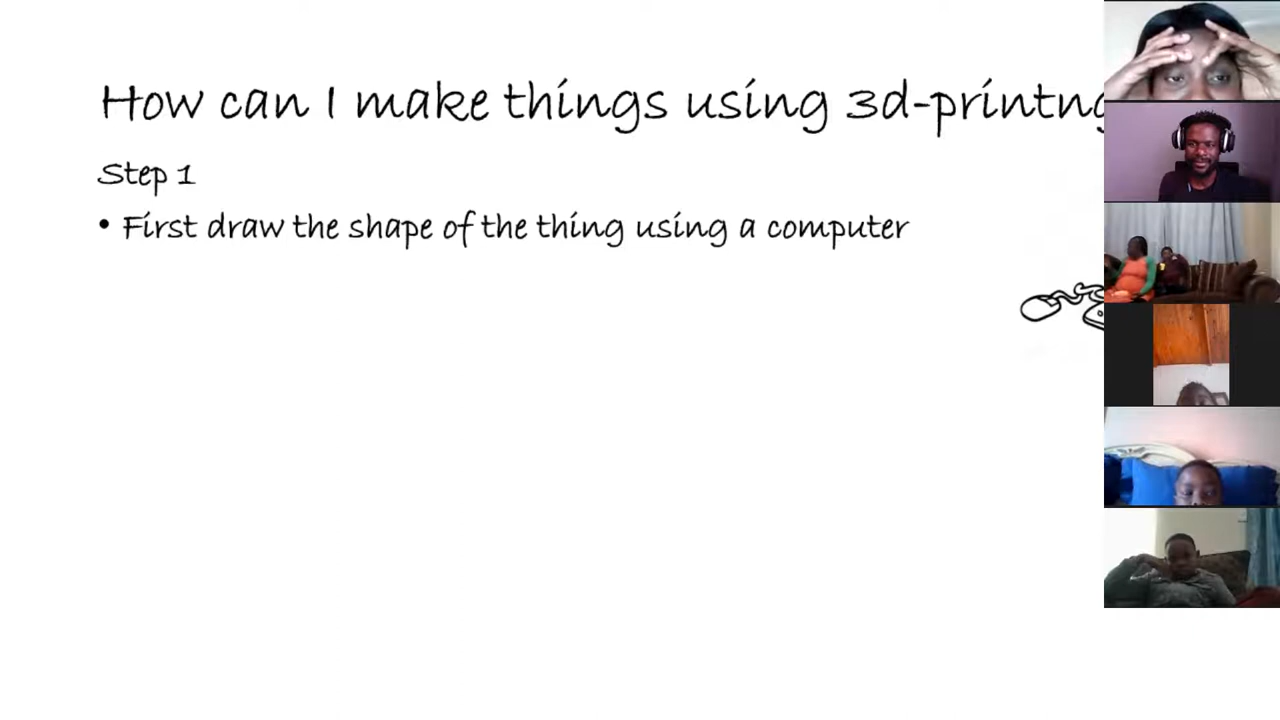 How can I make things using 3d-printng
Step 1
• First draw the shape of the thing using a computer